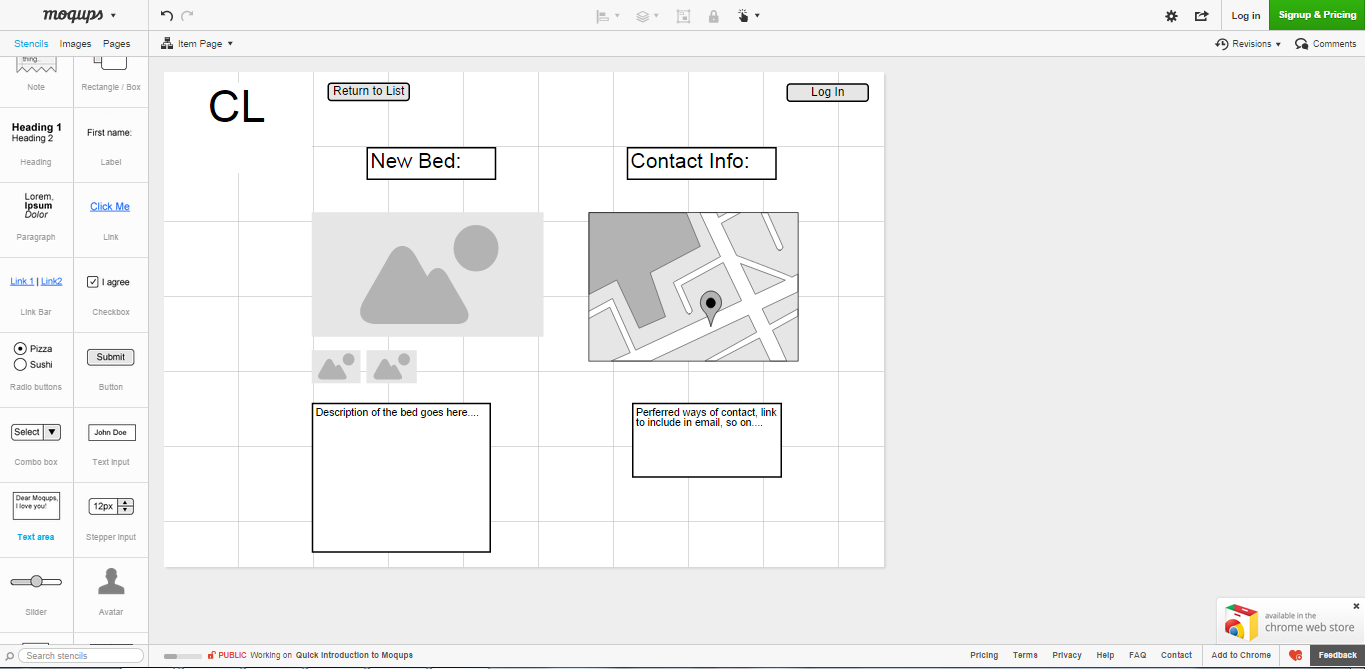 moqups
Log in
Signup & Pricing
Stencils
Images
Pages
Item Page
Revisions
Comments
thing.
Note
Rectangle / Box
Heading 1
Heading 2
Heading
First name:
Label
Lorem,
Ipsum
Dolor
Paragraph
Click Me
Link
Link 1 | Link2
Link Bar
I agree
Checkbox
Pizza
Sushi
Radio buttons
Submit
Button
Select
Combo box
John Doe
Text Input
Dear Moqups,
I love you!
Text area
12px
Stepper Input
Slider
Avatar
Search stencils
CL
Return to List
Log In
New Bed:
Contact Info:
Description of the bed goes here....
Perferred ways of contact, link
to include in email, so on....
available in the
chrome web store
PUBLIC Working on Quick Introduction to Moqups
Pricing
Terms
Privacy
Help
FAQ
Contact
Add to Chrome
Feedback